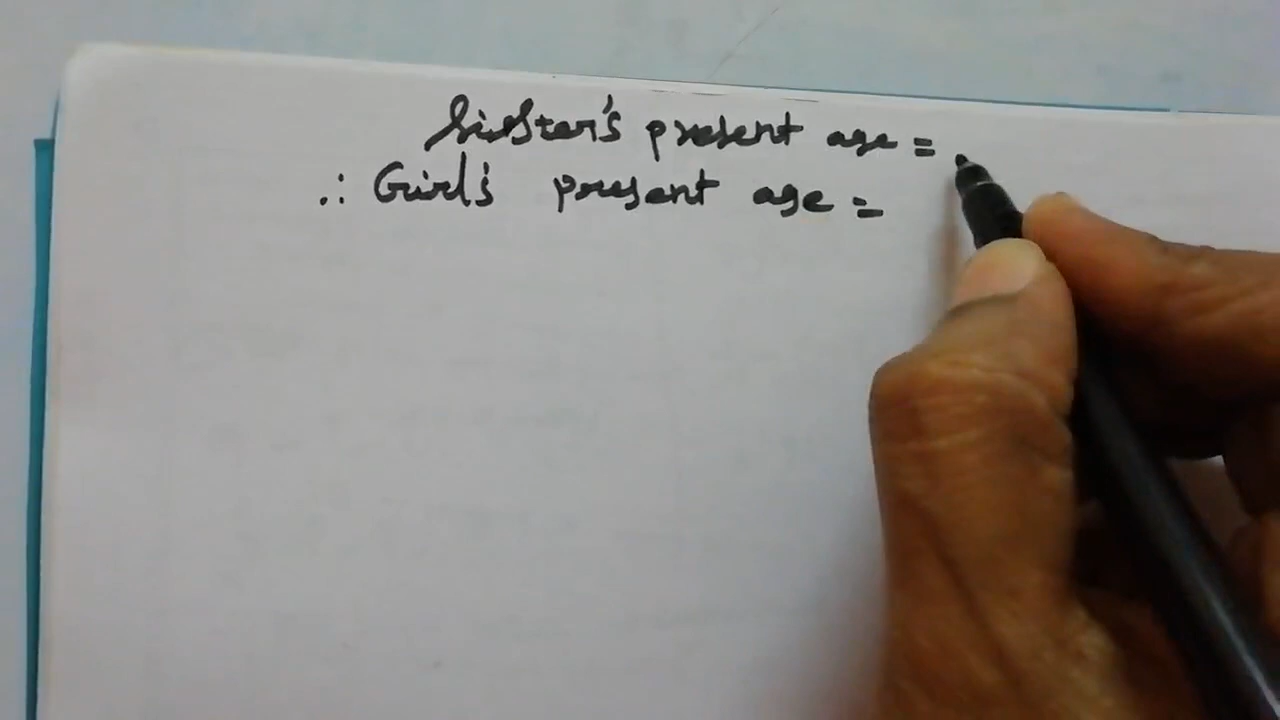 Sister's present age =
∴ Girl's present age =